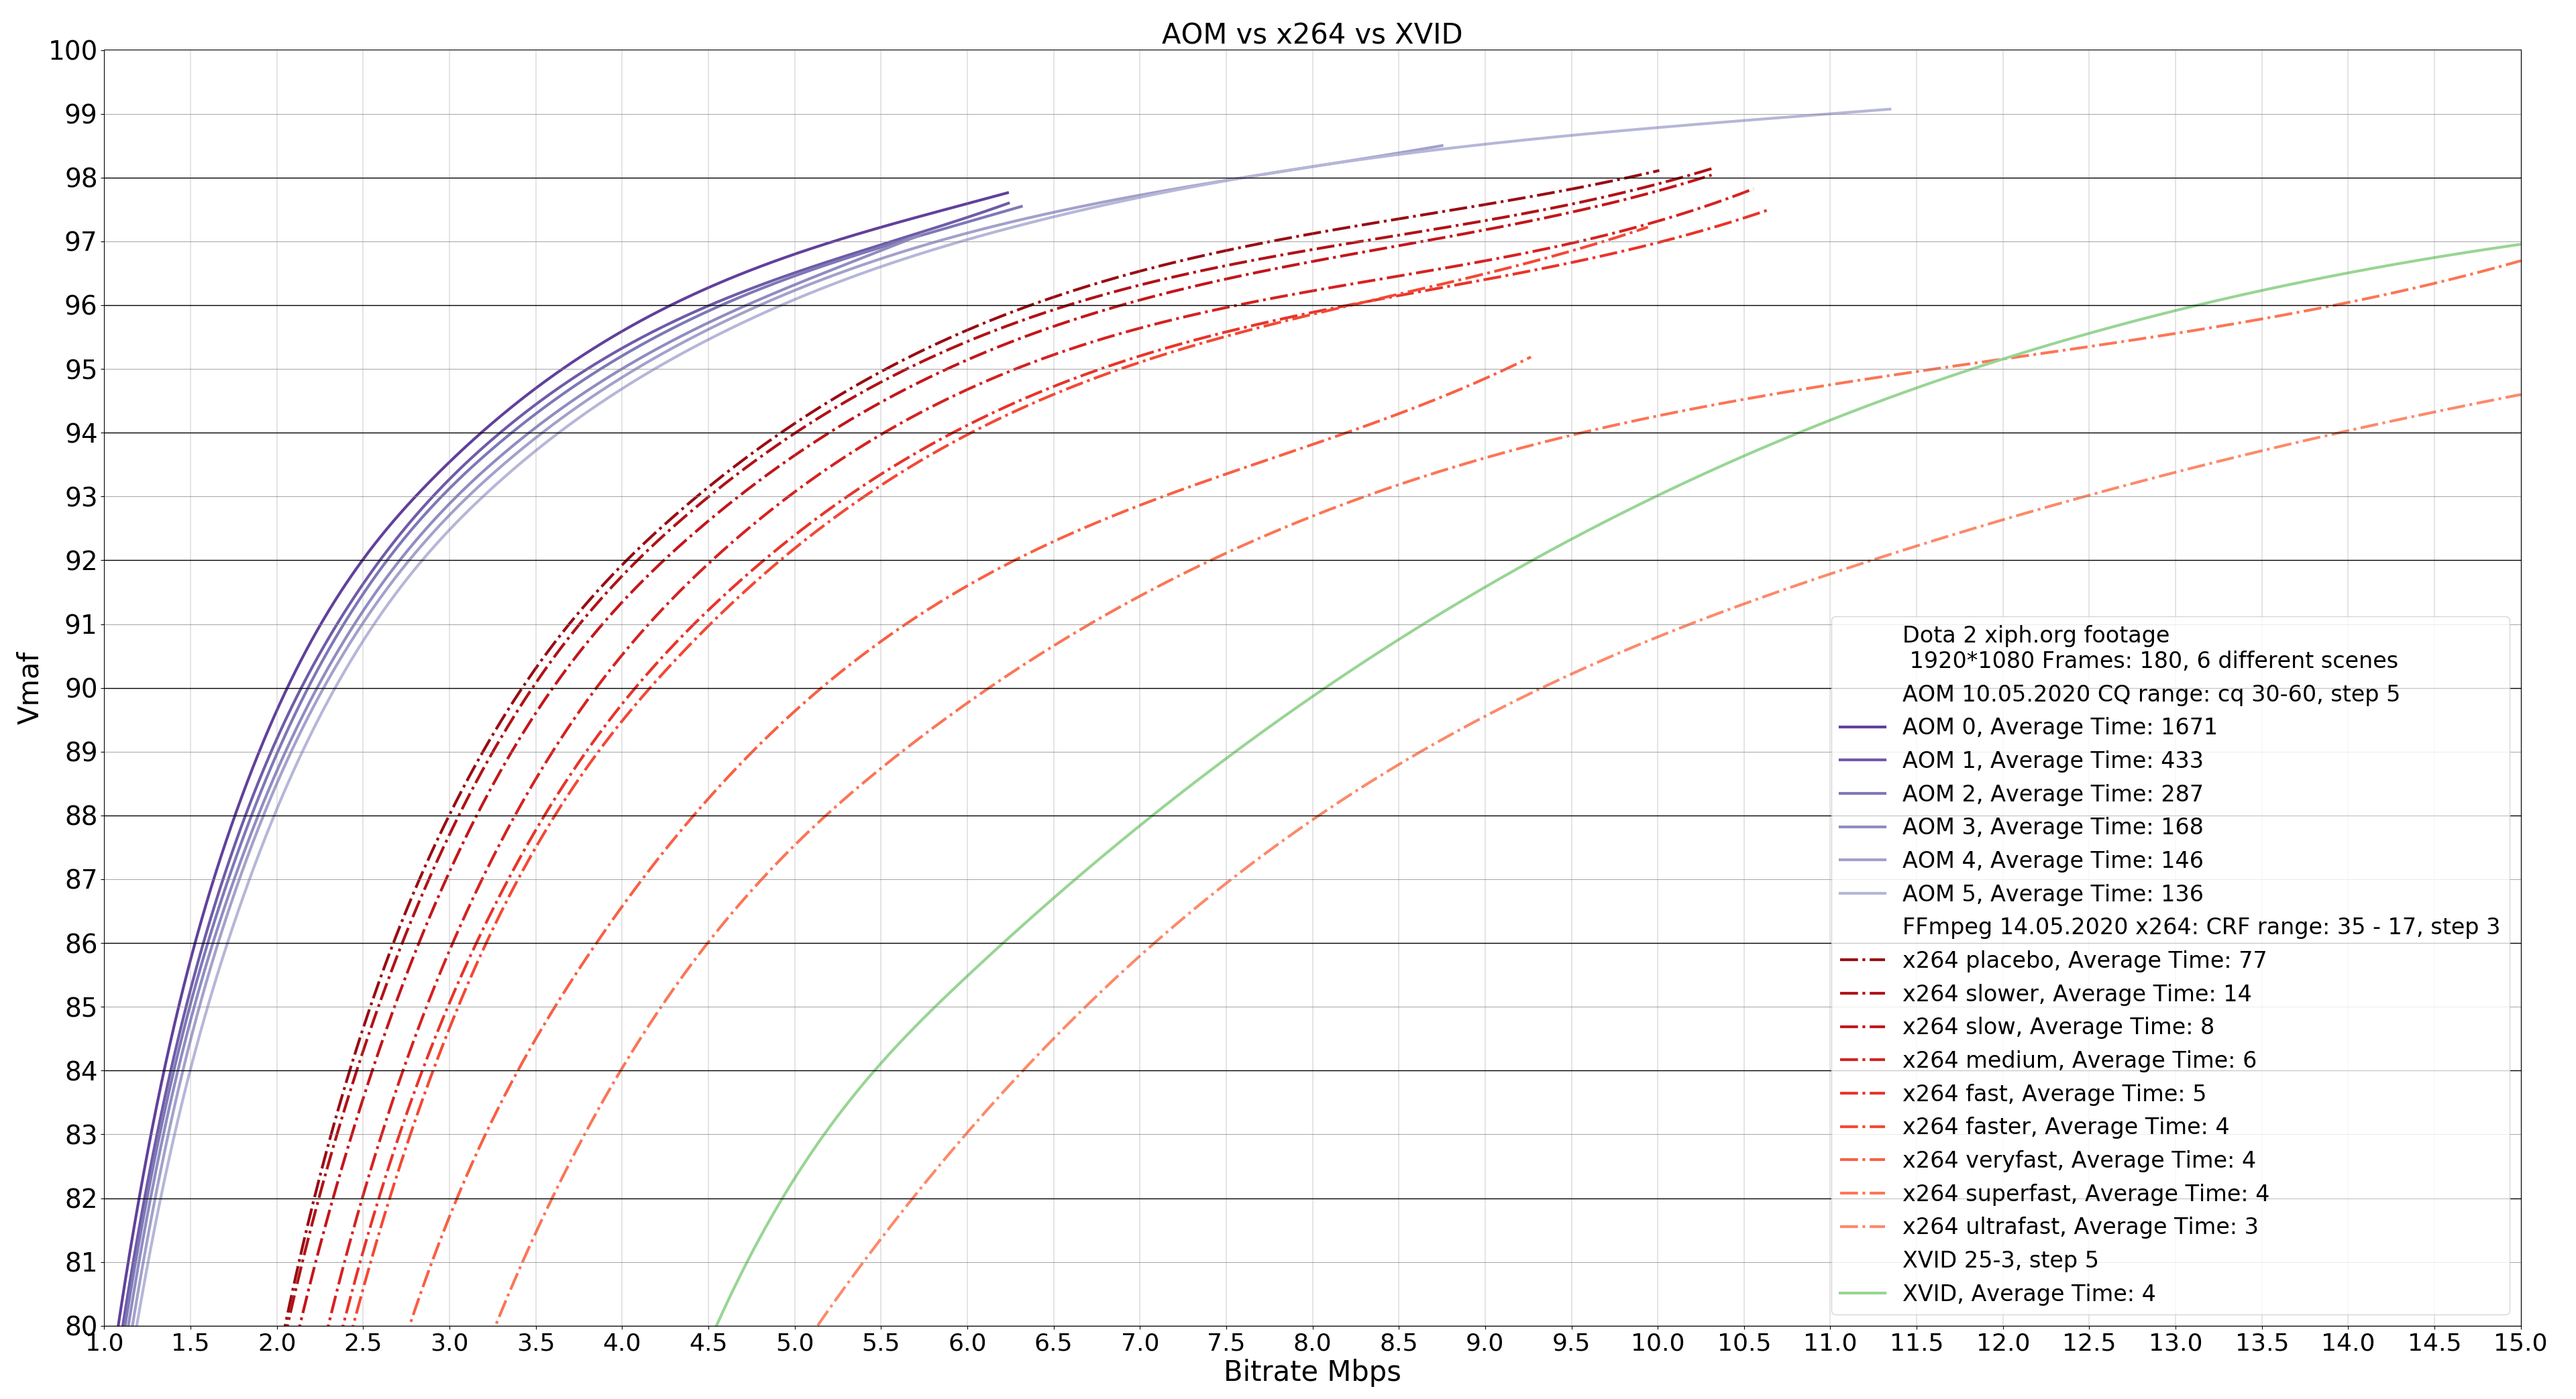 AOM vs x264 vs XVID
100
99
98
97
96
95
94
93
92
91
90
89
88
87
86
85
84
83
82
81
80
Vmaf
Dota 2 xiph.org footage
1920*1080 Frames: 180, 6 different scenes
AOM 10.05.2020 CQ range: cq 30-60, step 5
AOM 0, Average Time: 1671
AOM 1, Average Time: 433
AOM 2, Average Time: 287
AOM 3, Average Time: 168
AOM 4, Average Time: 146
AOM 5, Average Time: 136
FFmpeg 14.05.2020 x264: CRF range: 35 - 17, step 3
x264 placebo, Average Time: 77
x264 slower, Average Time: 14
x264 slow, Average Time: 8
x264 medium, Average Time: 6
x264 fast, Average Time: 5
x264 faster, Average Time: 4
x264 veryfast, Average Time: 4
x264 superfast, Average Time: 4
x264 ultrafast, Average Time: 3
XVID 25-3, step 5
XVID, Average Time: 4
1.0 1.5 2.0 2.5 3.0 3.5 4.0 4.5 5.0 5.5 6.0 6.5 7.0 7.5 8.0 8.5 9.0 9.5 10.0 10.5 11.0 11.5 12.0 12.5 13.0 13.5 14.0 14.5 15.0
Bitrate Mbps